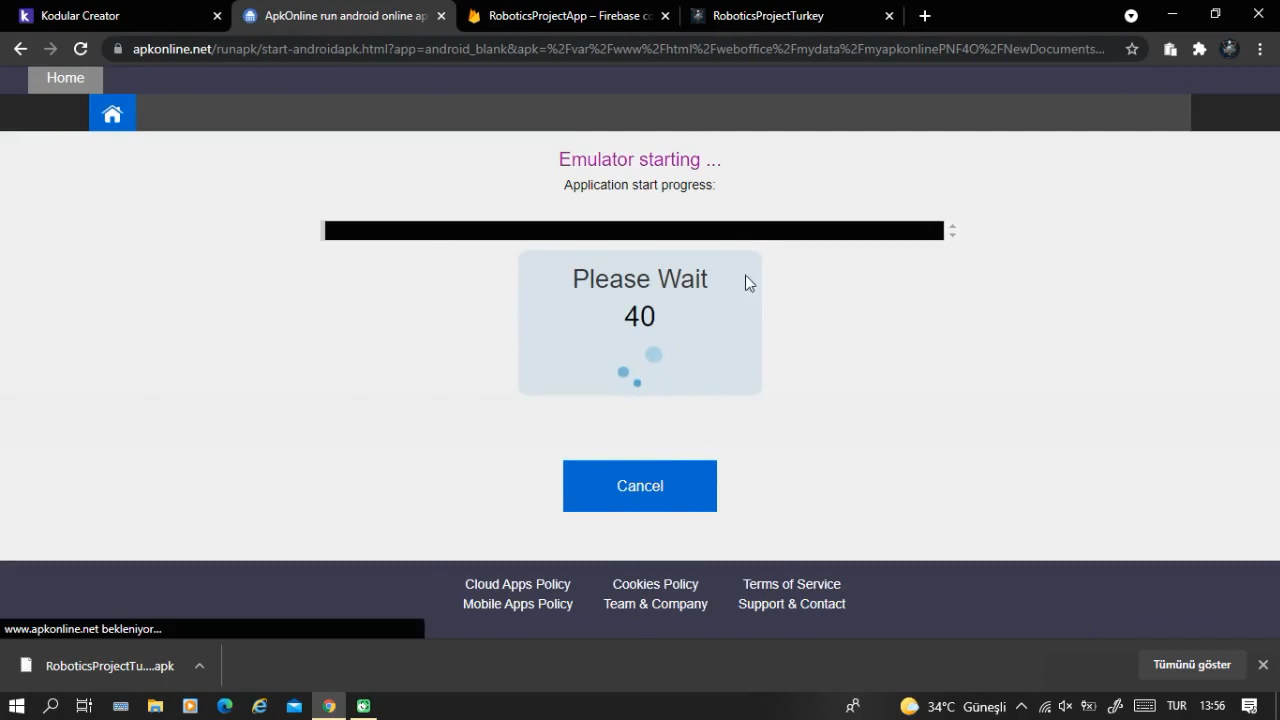 Kodular Creator
ApkOnline run android online ap
RoboticsProjectApp – Firebase co
RoboticsProjectTurkey
apkonline.net/runapk/start-androidapk.html?app=android_blank&apk=%2Fvar%2Fwww%2Fhtml%2Fweboffice%2Fmydata%2FmyapkonlinePNF4O%2FNewDocuments...
Home
Emulator starting ...
Application start progress:
Please Wait
40
Cancel
Cloud Apps Policy Cookies Policy Terms of Service
Mobile Apps Policy Team & Company Support & Contact
www.apkonline.net bekleniyor...
RoboticsProjectTu....apk
Tümünü göster
34°C Güneşli TUR 13:56